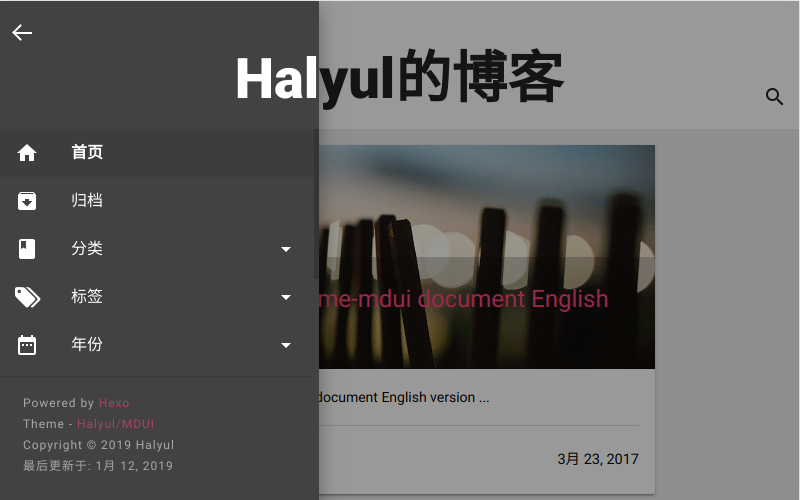 Halyul的博客
首页
归档
分类
标签
年份
me-mdui document English
document English version ...
3月 23, 2017
Powered by Hexo
Theme - Halyul/MDUI
Copyright © 2019 Halyul
最后更新于: 1月 12, 2019